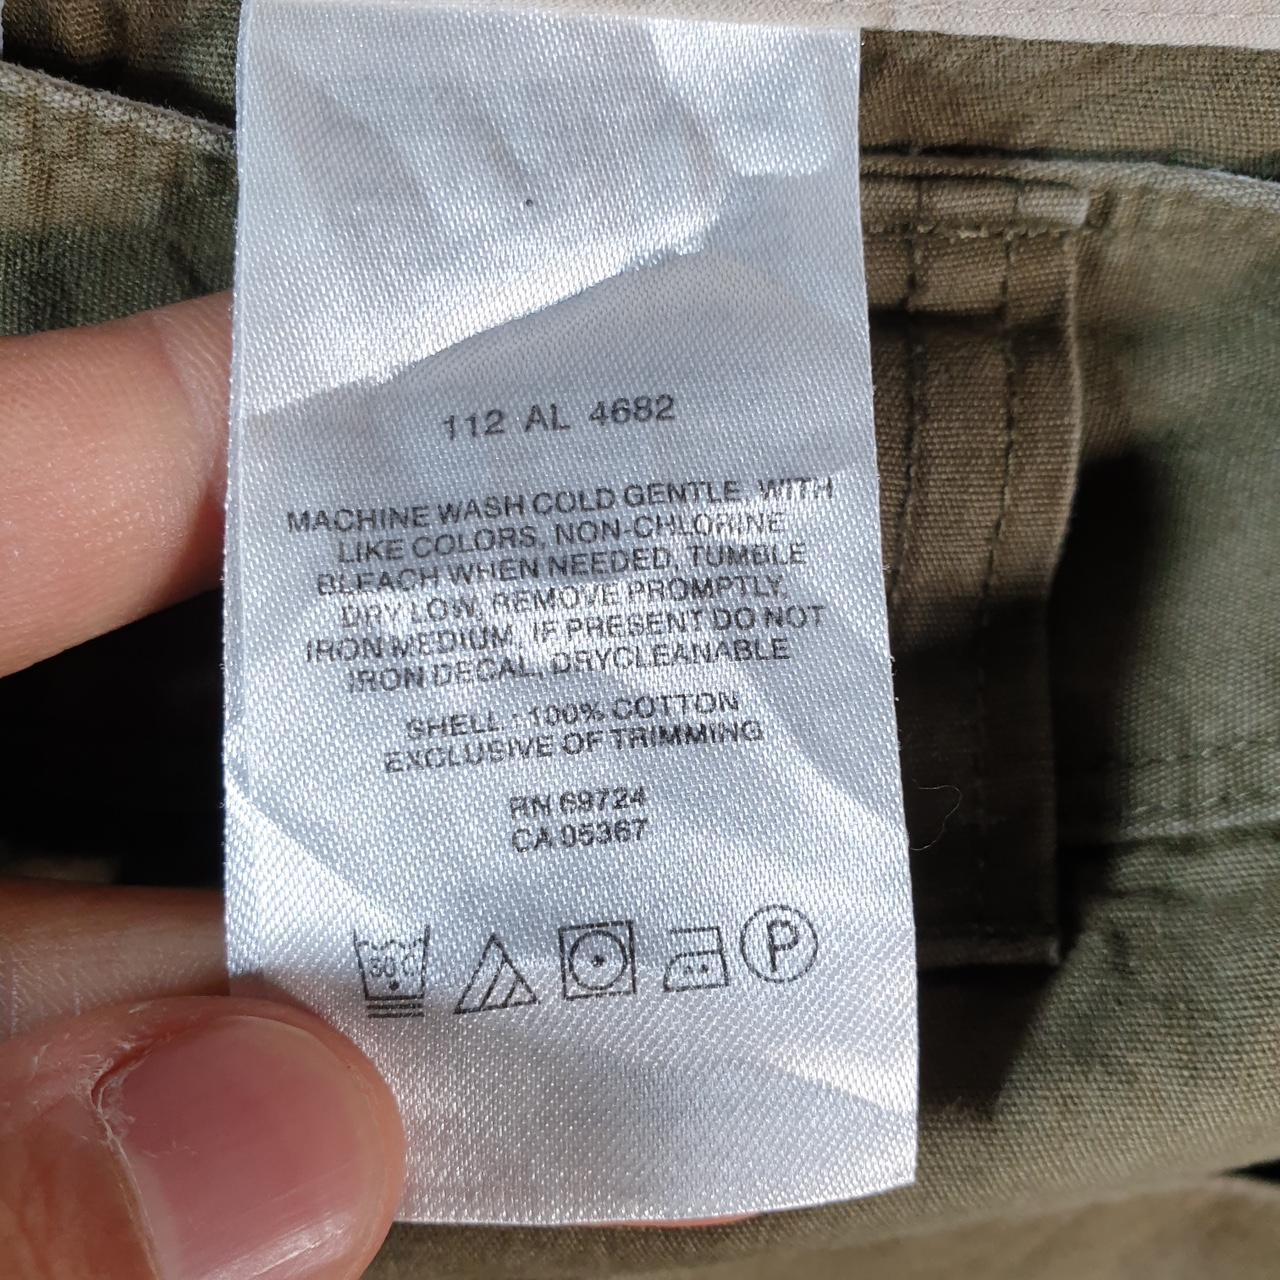 112 AL 4682
MACHINE WASH COLD GENTLE, WITH
LIKE COLORS, NON-CHLORINE
BLEACH WHEN NEEDED, TUMBLE
DRY LOW, REMOVE PROMPTLY,
IRON MEDIUM, IF PRESENT DO NOT
IRON DECAL, DRYCLEANABLE
SHELL : 100% COTTON
EXCLUSIVE OF TRIMMING
RN 69724
CA 05367
30°C P